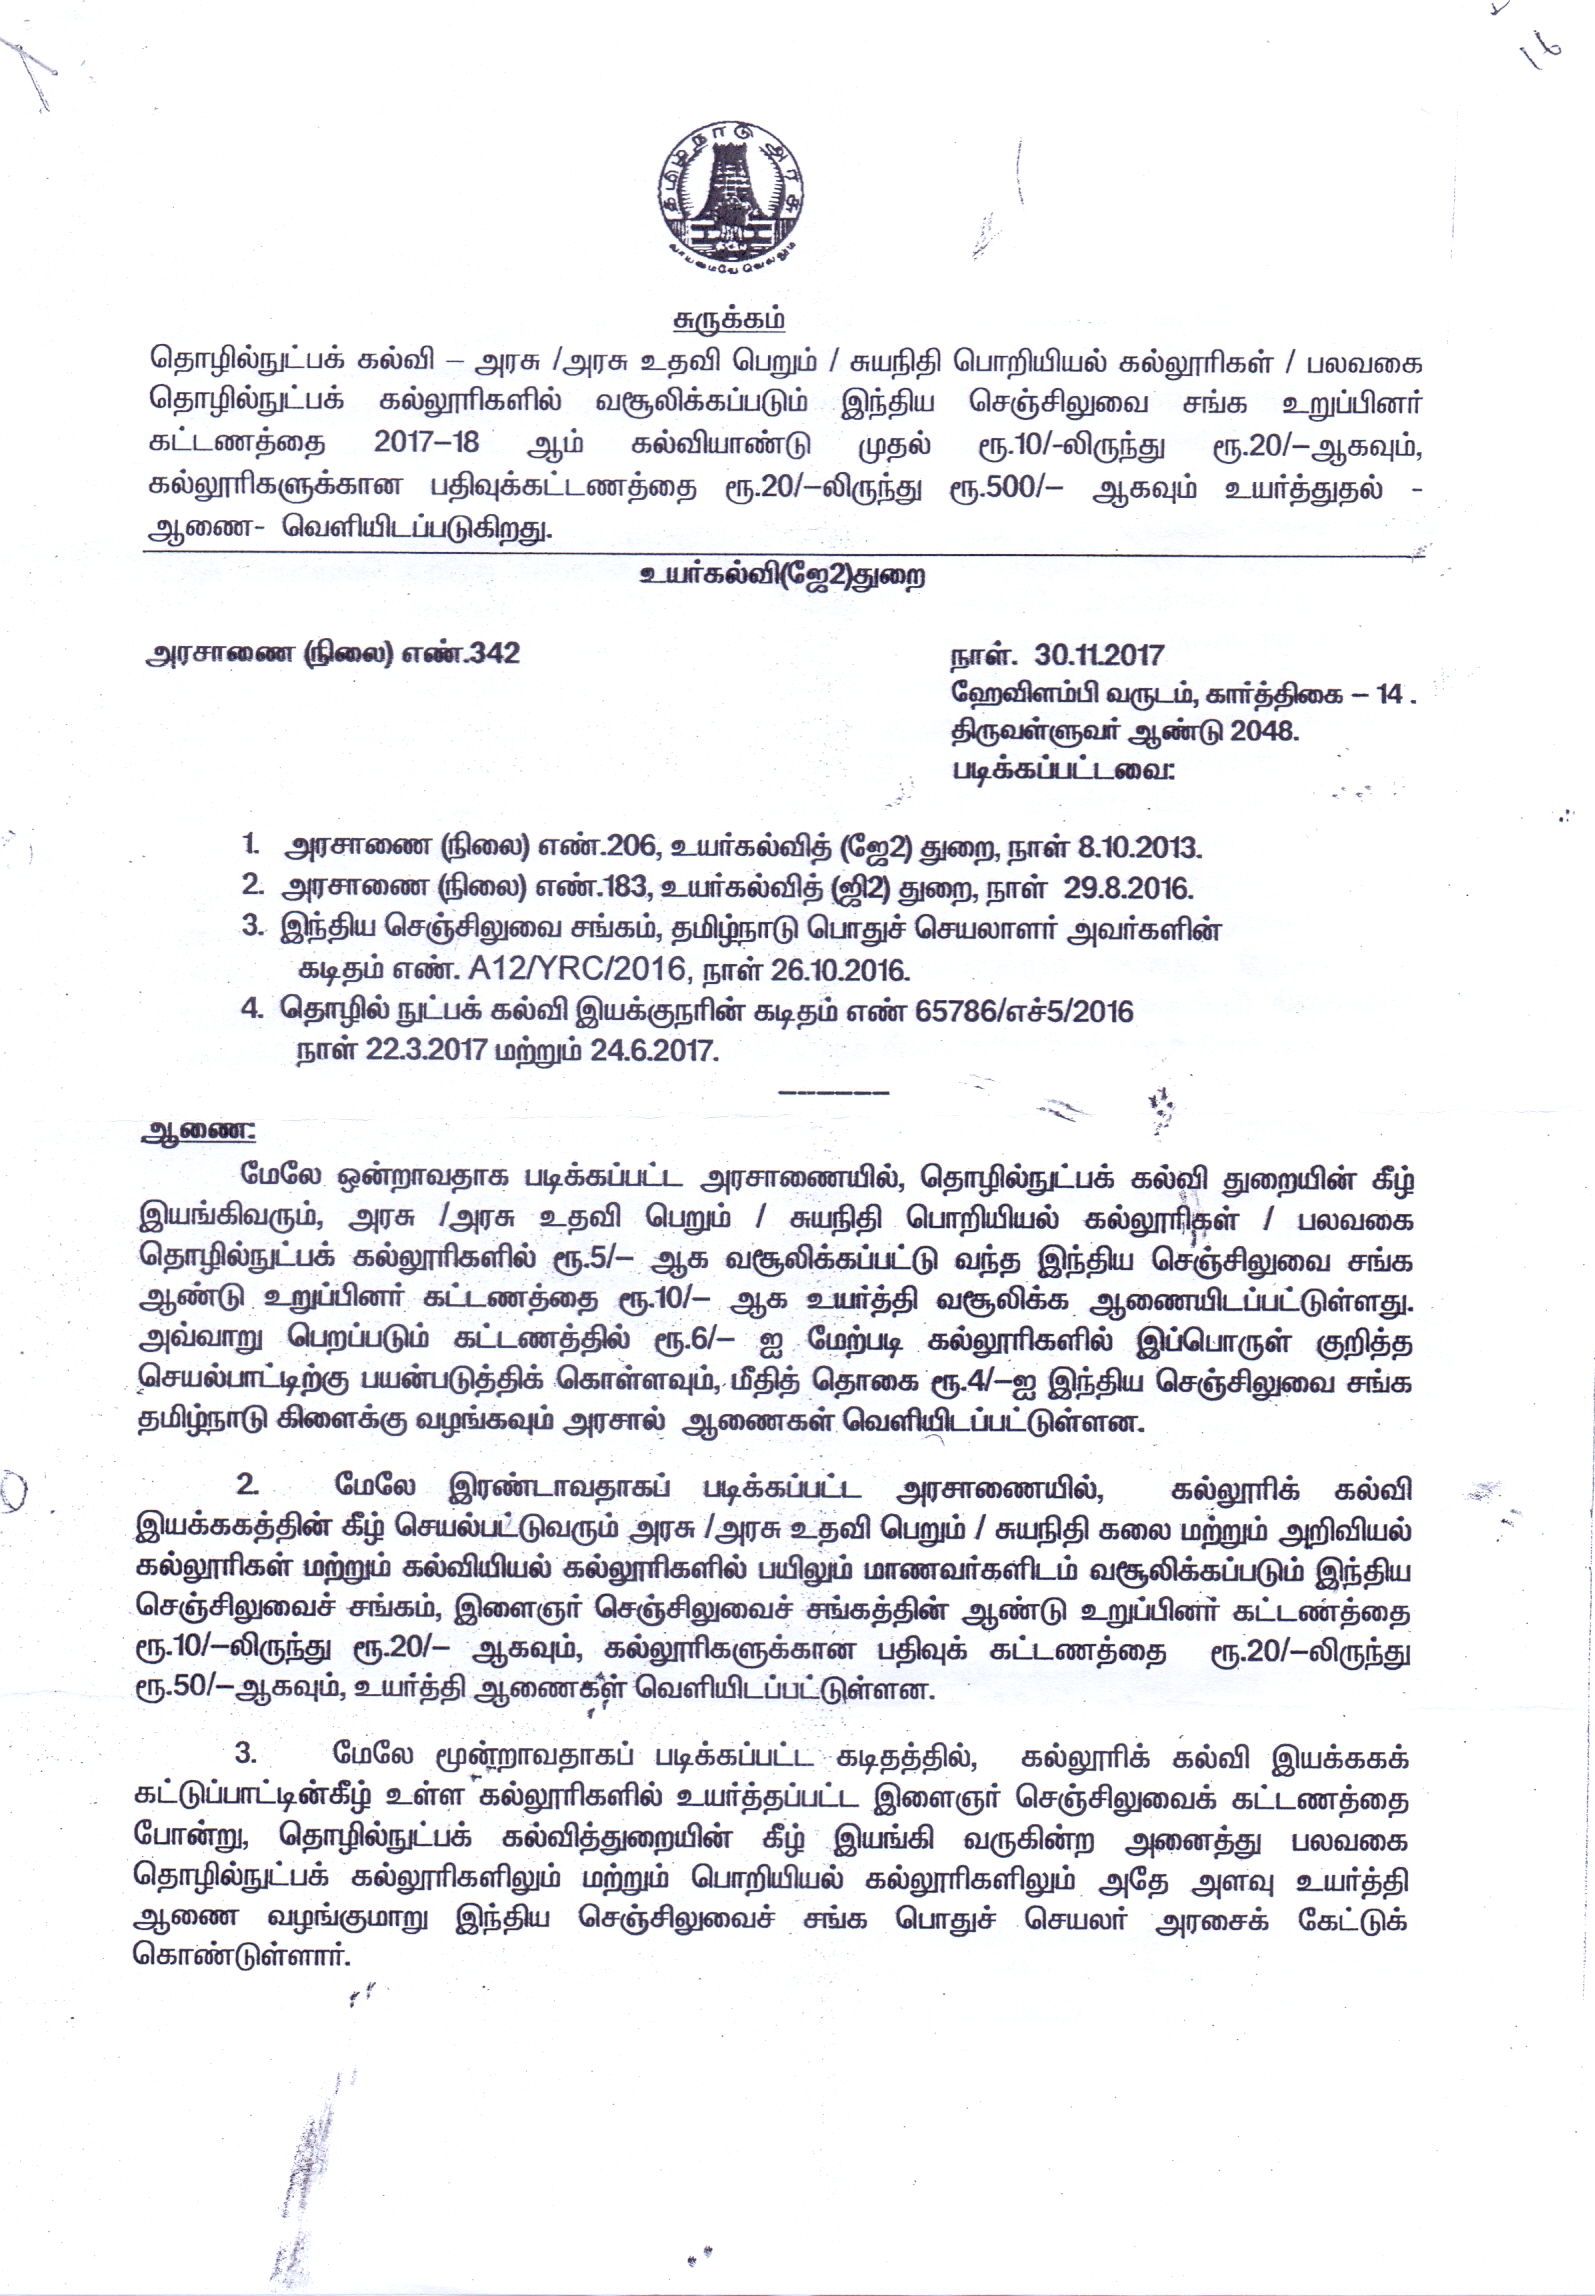 16
தமிழ்நாடு அரசு
வாய்மையே வெல்லும்
சுருக்கம்
தொழில்நுட்பக் கல்வி – அரசு /அரசு உதவி பெறும் / சுயநிதி பொறியியல் கல்லூரிகள் / பலவகை
தொழில்நுட்பக் கல்லூரிகளில் வசூலிக்கப்படும் இந்திய செஞ்சிலுவை சங்க உறுப்பினர்
கட்டணத்தை 2017–18 ஆம் கல்வியாண்டு முதல் ரூ.10/-லிருந்து ரூ.20/–ஆகவும்,
கல்லூரிகளுக்கான பதிவுக்கட்டணத்தை ரூ.20/–லிருந்து ரூ.500/– ஆகவும் உயர்த்துதல் -
ஆணை- வெளியிடப்படுகிறது.
உயர்கல்வி(ஜே2)துறை
அரசாணை (நிலை) எண்.342
நாள். 30.11.2017
ஹேவிளம்பி வருடம், கார்த்திகை – 14 .
திருவள்ளுவர் ஆண்டு 2048.
படிக்கப்பட்டவை:
1. அரசாணை (நிலை) எண்.206, உயர்கல்வித் (ஜே2) துறை, நாள் 8.10.2013.
2. அரசாணை (நிலை) எண்.183, உயர்கல்வித் (ஜி2) துறை, நாள் 29.8.2016.
3. இந்திய செஞ்சிலுவை சங்கம், தமிழ்நாடு பொதுச் செயலாளர் அவர்களின்
கடிதம் எண். A12/YRC/2016, நாள் 26.10.2016.
4. தொழில் நுட்பக் கல்வி இயக்குநரின் கடிதம் எண் 65786/எச்5/2016
நாள் 22.3.2017 மற்றும் 24.6.2017.
––––––
ஆணை:
மேலே ஒன்றாவதாக படிக்கப்பட்ட அரசாணையில், தொழில்நுட்பக் கல்வி துறையின் கீழ்
இயங்கிவரும், அரசு /அரசு உதவி பெறும் / சுயநிதி பொறியியல் கல்லூரிகள் / பலவகை
தொழில்நுட்பக் கல்லூரிகளில் ரூ.5/– ஆக வசூலிக்கப்பட்டு வந்த இந்திய செஞ்சிலுவை சங்க
ஆண்டு உறுப்பினர் கட்டணத்தை ரூ.10/– ஆக உயர்த்தி வசூலிக்க ஆணையிடப்பட்டுள்ளது.
அவ்வாறு பெறப்படும் கட்டணத்தில் ரூ.6/– ஐ மேற்படி கல்லூரிகளில் இப்பொருள் குறித்த
செயல்பாட்டிற்கு பயன்படுத்திக் கொள்ளவும், மீதித் தொகை ரூ.4/–ஐ இந்திய செஞ்சிலுவை சங்க
தமிழ்நாடு கிளைக்கு வழங்கவும் அரசால் ஆணைகள் வெளியிடப்பட்டுள்ளன.
2. மேலே இரண்டாவதாகப் படிக்கப்பட்ட அரசாணையில், கல்லூரிக் கல்வி
இயக்ககத்தின் கீழ் செயல்பட்டுவரும் அரசு /அரசு உதவி பெறும் / சுயநிதி கலை மற்றும் அறிவியல்
கல்லூரிகள் மற்றும் கல்வியியல் கல்லூரிகளில் பயிலும் மாணவர்களிடம் வசூலிக்கப்படும் இந்திய
செஞ்சிலுவைச் சங்கம், இளைஞர் செஞ்சிலுவைச் சங்கத்தின் ஆண்டு உறுப்பினர் கட்டணத்தை
ரூ.10/–லிருந்து ரூ.20/– ஆகவும், கல்லூரிகளுக்கான பதிவுக் கட்டணத்தை ரூ.20/–லிருந்து
ரூ.50/–ஆகவும், உயர்த்தி ஆணைகள் வெளியிடப்பட்டுள்ளன.
3. மேலே மூன்றாவதாகப் படிக்கப்பட்ட கடிதத்தில், கல்லூரிக் கல்வி இயக்ககக்
கட்டுப்பாட்டின்கீழ் உள்ள கல்லூரிகளில் உயர்த்தப்பட்ட இளைஞர் செஞ்சிலுவைக் கட்டணத்தை
போன்று, தொழில்நுட்பக் கல்வித்துறையின் கீழ் இயங்கி வருகின்ற அனைத்து பலவகை
தொழில்நுட்பக் கல்லூரிகளிலும் மற்றும் பொறியியல் கல்லூரிகளிலும் அதே அளவு உயர்த்தி
ஆணை வழங்குமாறு இந்திய செஞ்சிலுவைச் சங்க பொதுச் செயலர் அரசைக் கேட்டுக்
கொண்டுள்ளார்.